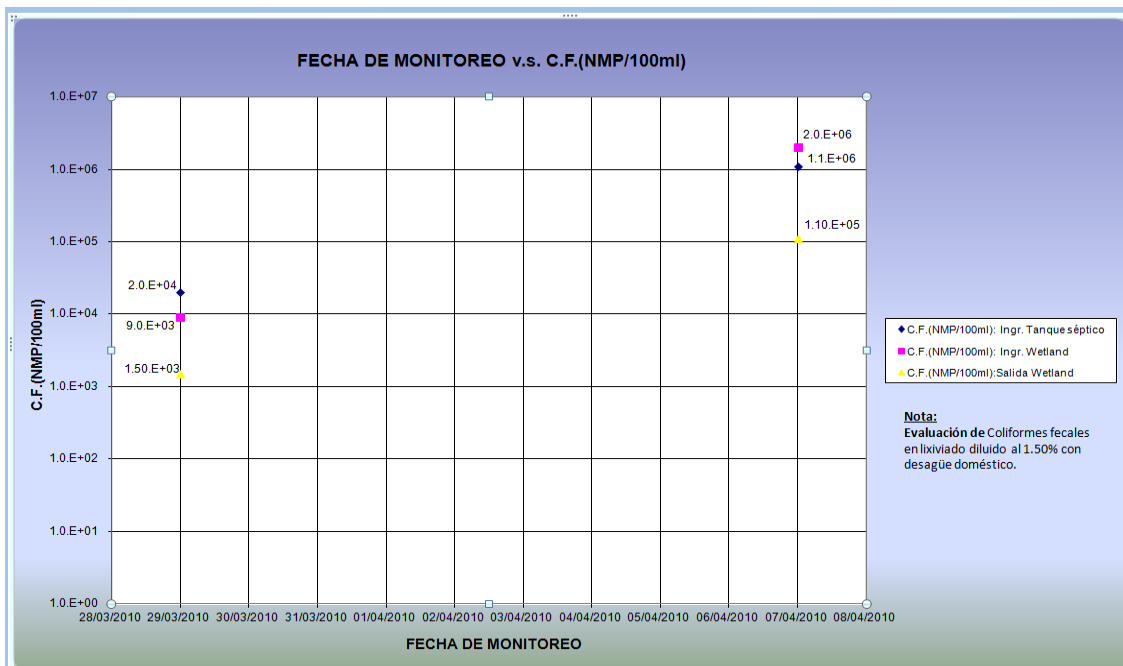 FECHA DE MONITOREO v.s. C.F.(NMP/100ml)
C.F.(NMP/100ml)
1.0.E+07
1.0.E+06
1.0.E+05
1.0.E+04
1.0.E+03
1.0.E+02
1.0.E+01
1.0.E+00
2.0.E+04
9.0.E+03
1.50.E+03
2.0.E+06
1.1.E+06
1.10.E+05
28/03/2010 29/03/2010 30/03/2010 31/03/2010 01/04/2010 02/04/2010 03/04/2010 04/04/2010 05/04/2010 06/04/2010 07/04/2010 08/04/2010
FECHA DE MONITOREO
C.F.(NMP/100ml): Ingr. Tanque séptico
C.F.(NMP/100ml): Ingr. Wetland
C.F.(NMP/100ml):Salida Wetland
Nota:
Evaluación de Coliformes fecales
en lixiviado diluido al 1.50% con
desagüe doméstico.